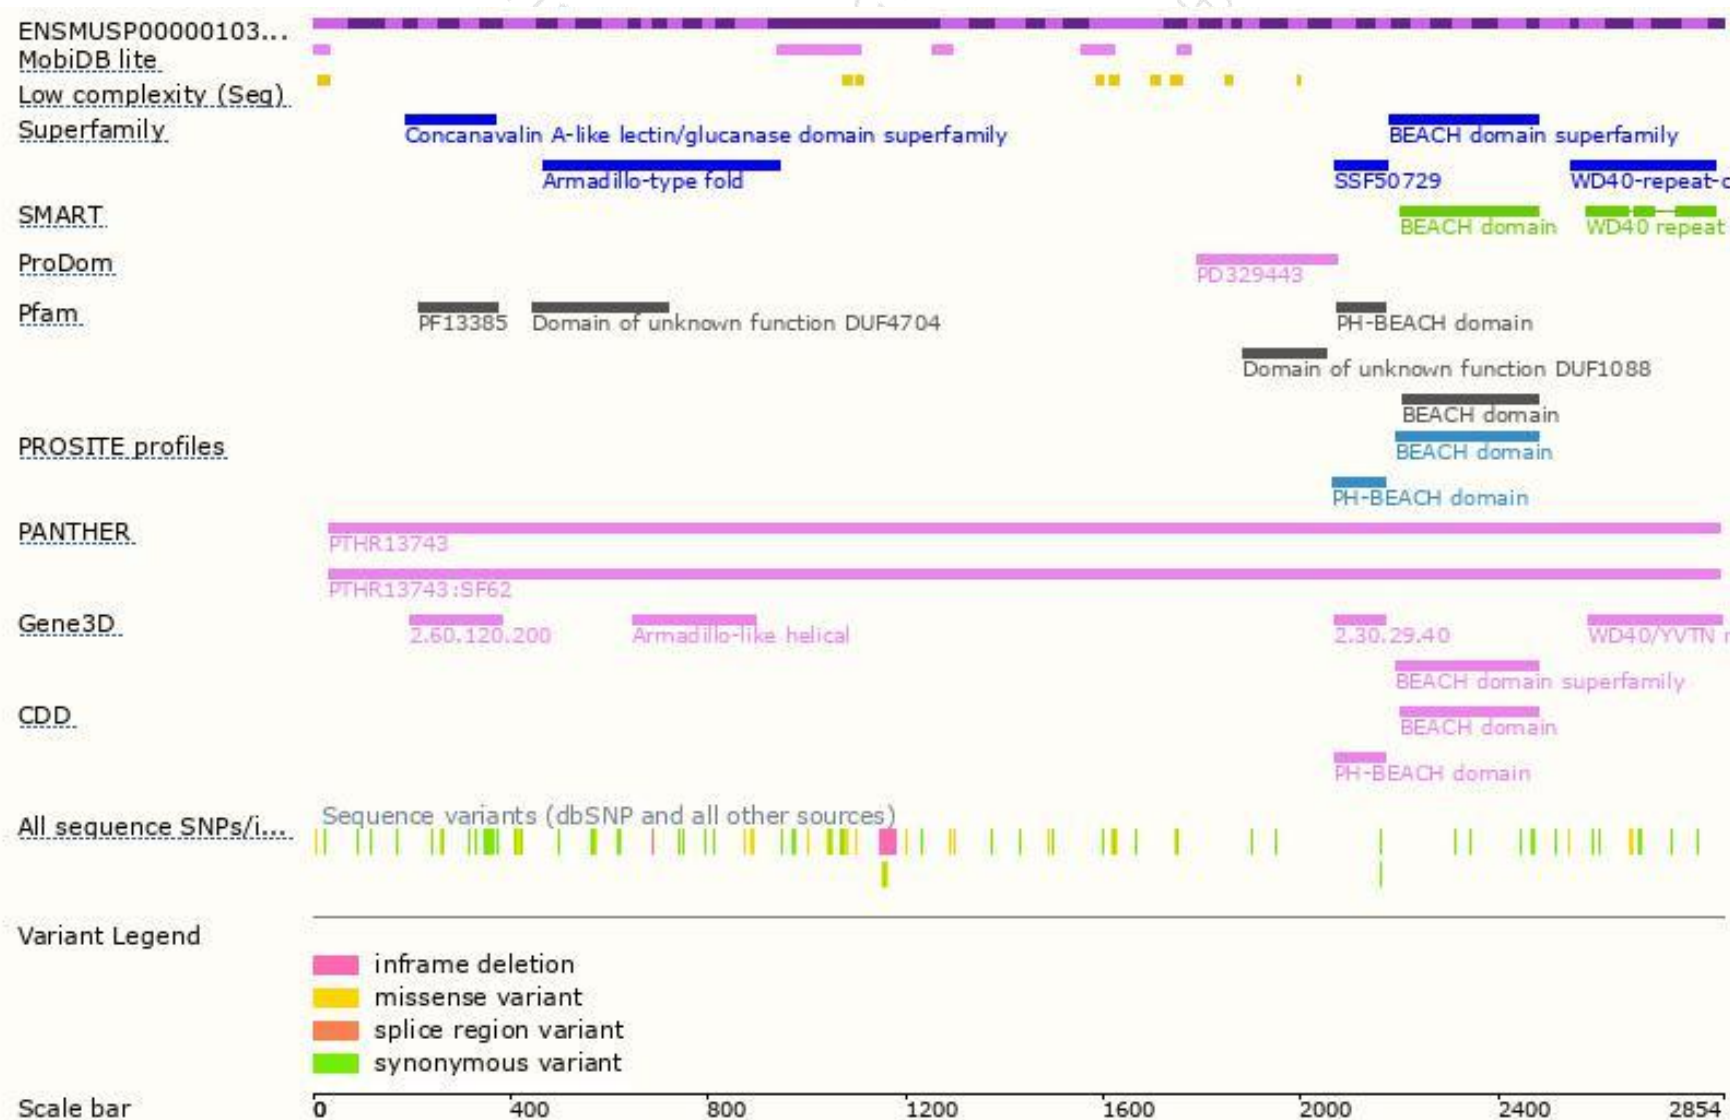 ENSMUSP00000103...
MobiDB lite
Low complexity (Seg)
Superfamily
Concanavalin A-like lectin/glucanase domain superfamily
BEACH domain superfamily
Armadillo-type fold
SSF50729
WD40-repeat-c
SMART
BEACH domain
WD40 repeat
ProDom
PD329443
Pfam
PF13385
Domain of unknown function DUF4704
PH-BEACH domain
Domain of unknown function DUF1088
BEACH domain
PROSITE profiles
BEACH domain
PH-BEACH domain
PANTHER
PTHR13743
PTHR13743:SF62
Gene3D
2.60.120.200
Armadillo-like helical
2.30.29.40
WD40/YVTN r
BEACH domain superfamily
CDD
BEACH domain
PH-BEACH domain
All sequence SNPs/i...
Sequence variants (dbSNP and all other sources)
Variant Legend
inframe deletion
missense variant
splice region variant
synonymous variant
Scale bar
0 400 800 1200 1600 2000 2400 2854